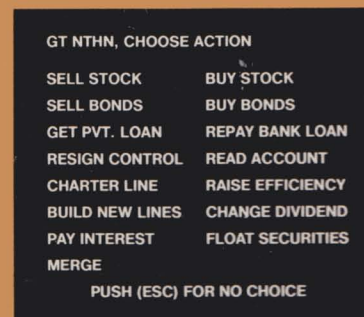 GT NTHN, CHOOSE ACTION
SELL STOCK BUY STOCK
SELL BONDS BUY BONDS
GET PVT. LOAN REPAY BANK LOAN
RESIGN CONTROL READ ACCOUNT
CHARTER LINE RAISE EFFICIENCY
BUILD NEW LINES CHANGE DIVIDEND
PAY INTEREST FLOAT SECURITIES
MERGE
PUSH (ESC) FOR NO CHOICE